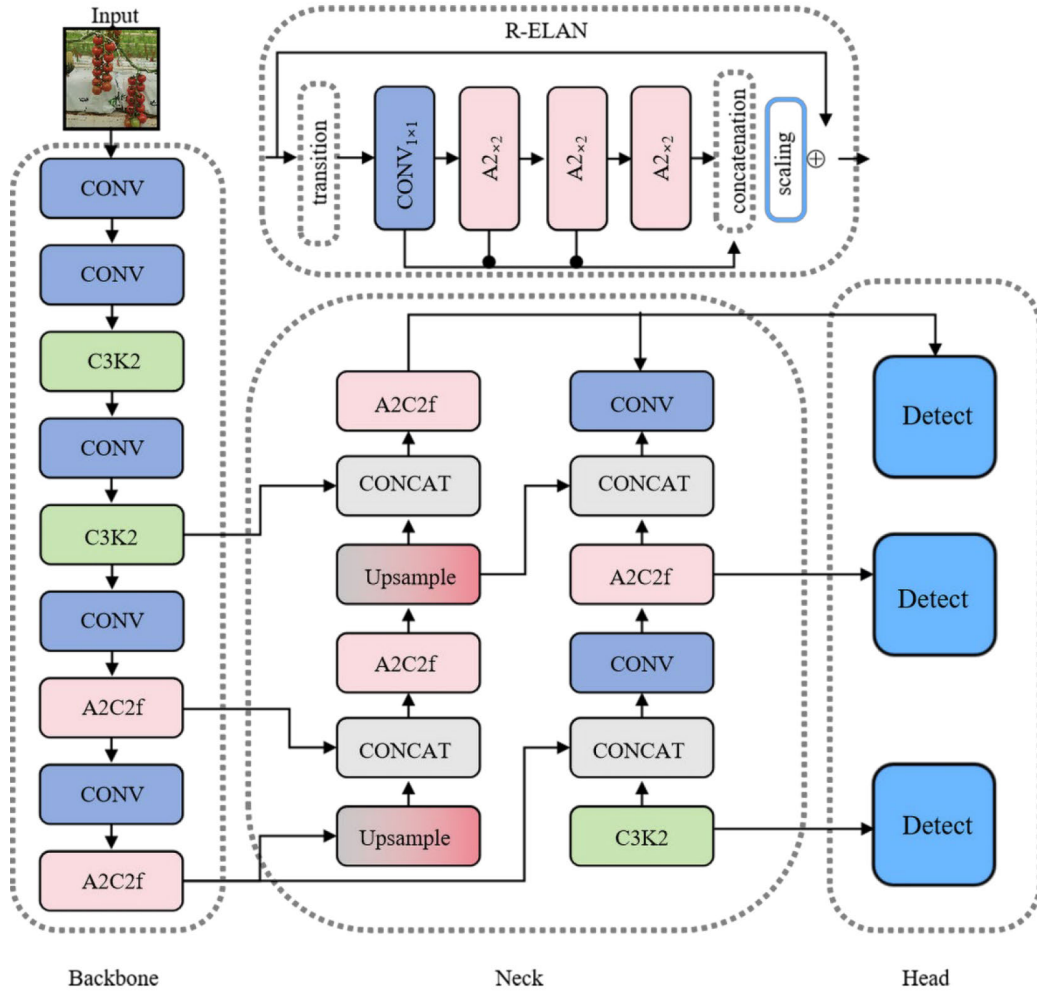 Input
R-ELAN
transition
CONV1×1
A2×2
A2×2
A2×2
concatenation
scaling
CONV
CONV
C3K2
CONV
C3K2
CONV
A2C2f
CONV
A2C2f
A2C2f
CONCAT
Upsample
A2C2f
CONCAT
Upsample
CONV
CONCAT
A2C2f
CONV
CONCAT
C3K2
Detect
Detect
Detect
Backbone
Neck
Head